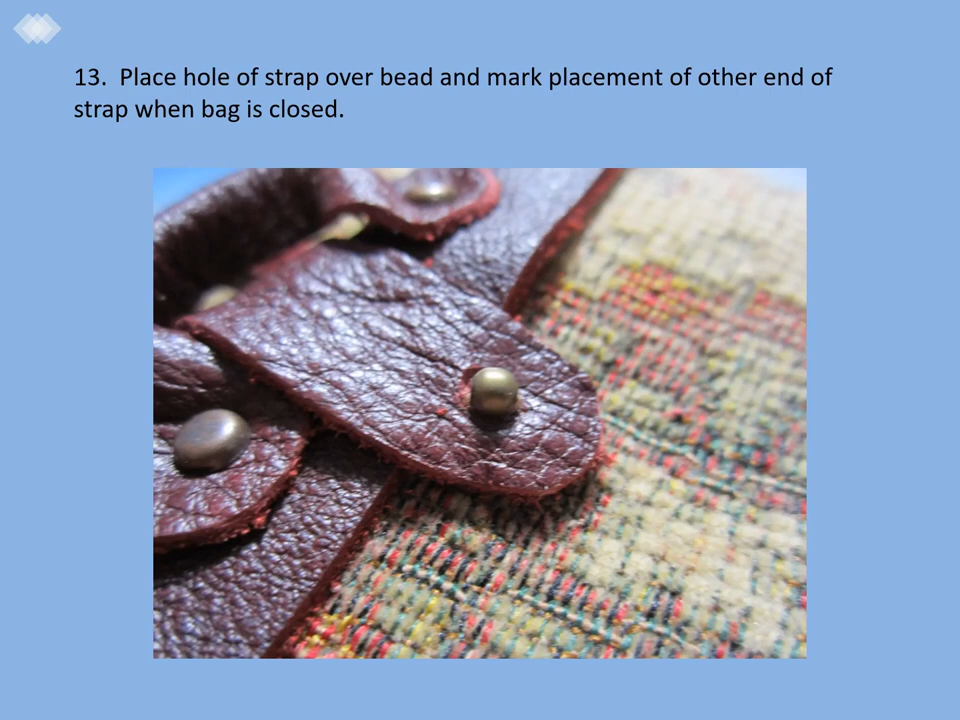 13.  Place hole of strap over bead and mark placement of other end of
strap when bag is closed.